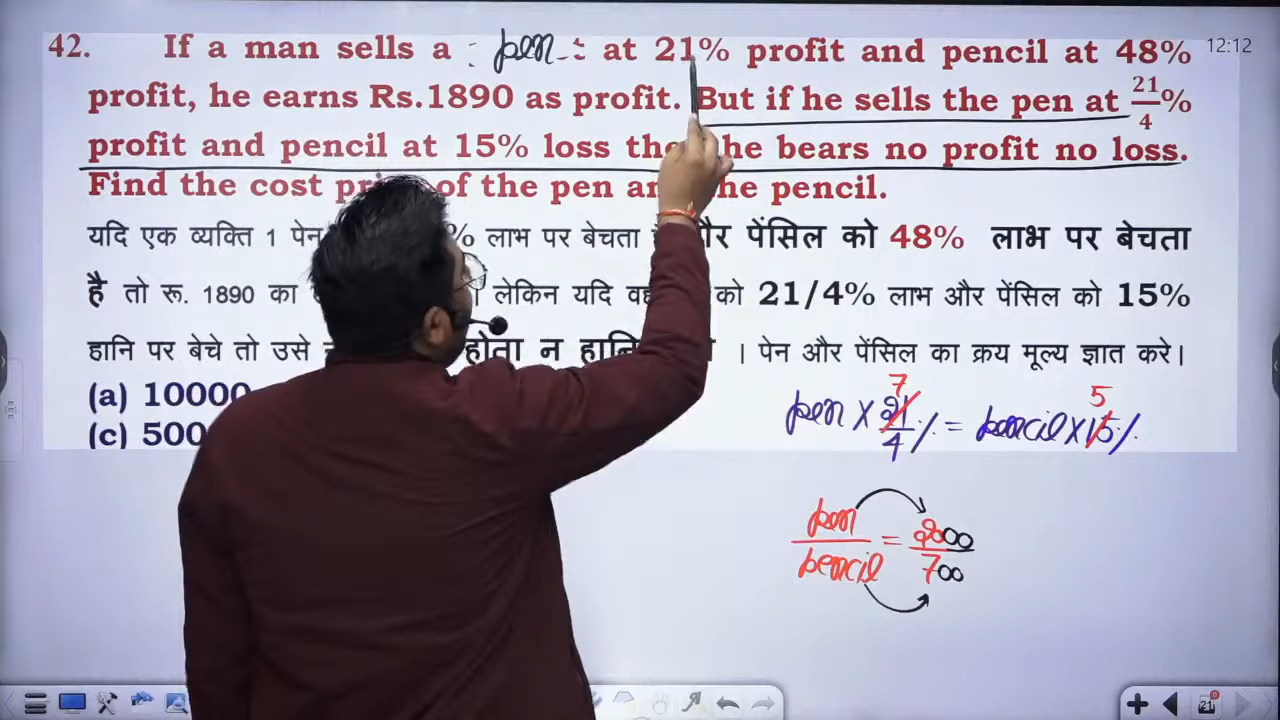 42. If a man sells a : pen : at 21% profit and pencil at 48% 12:12
profit, he earns Rs.1890 as profit. But if he sells the pen at 21/4%
profit and pencil at 15% loss he bears no profit no loss.
Find the cost of the pen the pencil.
यदि एक व्यक्ति 1 पेन % लाभ पर बेचता पेंसिल को 48% लाभ पर बेचता
है तो रू. 1890 का लेकिन यदि को 21/4% लाभ और पेंसिल को 15%
हानि पर बेचे तो उसे होता न हानि । पेन और पेंसिल का क्रय मूल्य ज्ञात करे।
(a) 10000
(c) 500
pen × 21/4 % = pencil × 15 %
7 5
pen/pencil = 2000/700
21